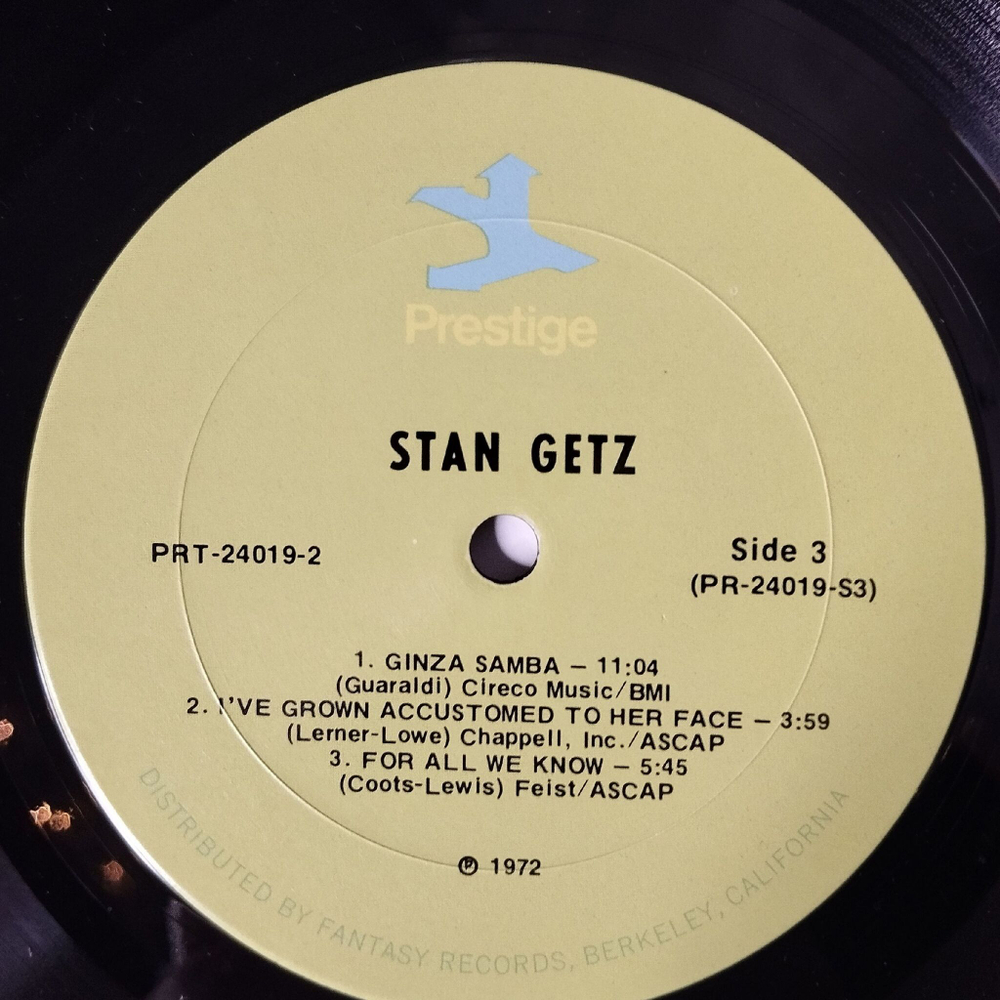 Prestige
STAN GETZ
PRT-24019-2
Side 3
(PR-24019-S3)
1. GINZA SAMBA – 11:04
(Guaraldi) Cireco Music/BMI
2. I'VE GROWN ACCUSTOMED TO HER FACE – 3:59
(Lerner-Lowe) Chappell, Inc./ASCAP
3. FOR ALL WE KNOW – 5:45
(Coots-Lewis) Feist/ASCAP
℗ 1972
DISTRIBUTED BY FANTASY RECORDS, BERKELEY, CALIFORNIA